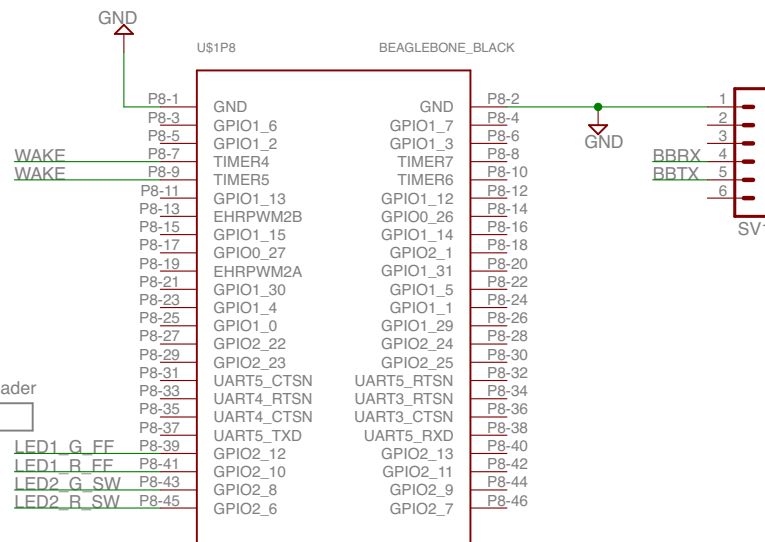 GND
U$1P8 BEAGLEBONE_BLACK
P8-1 GND GND P8-2 1
P8-3 GPIO1_6 GPIO1_7 P8-4 2
P8-5 GPIO1_2 GPIO1_3 P8-6 3
GND
WAKE P8-7 TIMER4 TIMER7 P8-8 BBRX 4
WAKE P8-9 TIMER5 TIMER6 P8-10 BBTX 5
P8-11 GPIO1_13 GPIO1_12 P8-12 6
P8-13 EHRPWM2B GPIO0_26 P8-14
P8-15 GPIO1_15 GPIO1_14 P8-16 SV1
P8-17 GPIO0_27 GPIO2_1 P8-18
P8-19 EHRPWM2A GPIO1_31 P8-20
P8-21 GPIO1_30 GPIO1_5 P8-22
P8-23 GPIO1_4 GPIO1_1 P8-24
P8-25 GPIO1_0 GPIO1_29 P8-26
P8-27 GPIO2_22 GPIO2_24 P8-28
P8-29 GPIO2_23 GPIO2_25 P8-30
P8-31 UART5_CTSN UART5_RTSN P8-32
ader
P8-33 UART4_RTSN UART3_RTSN P8-34
P8-35 UART4_CTSN UART3_CTSN P8-36
P8-37 UART5_TXD UART5_RXD P8-38
LED1_G_FF P8-39 GPIO2_12 GPIO2_13 P8-40
LED1_R_FF P8-41 GPIO2_10 GPIO2_11 P8-42
LED2_G_SW P8-43 GPIO2_8 GPIO2_9 P8-44
LED2_R_SW P8-45 GPIO2_6 GPIO2_7 P8-46